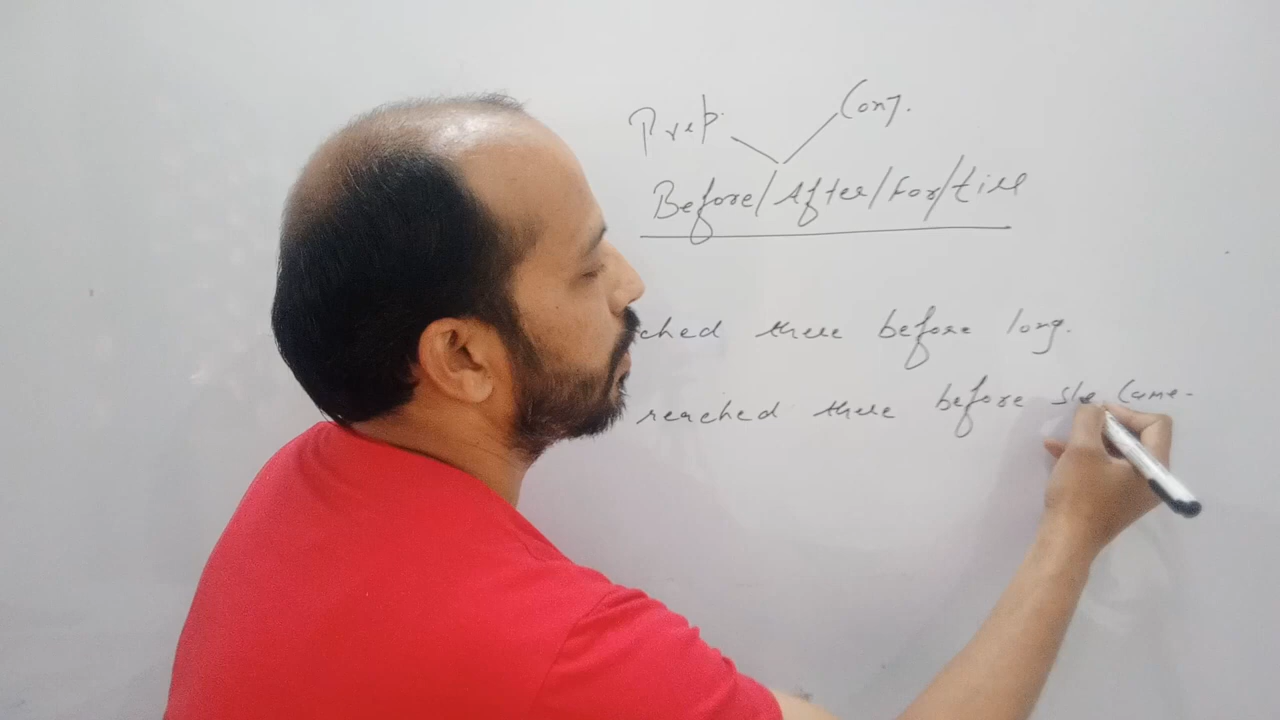 Prep. Conj.
Before/After/For/till
ched there before long.
reached there before she came.